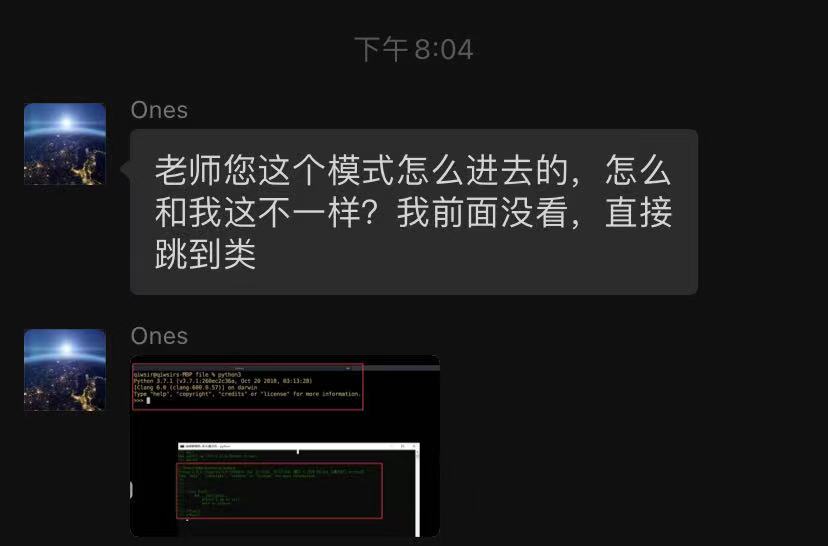 下午 8:04
Ones
老师您这个模式怎么进去的，怎么
和我这不一样？我前面没看，直接
跳到类
Ones
qiwsir@qiwsirs-MBP file % python3
Python 3.7.1 (v3.7.1:260ec2c36a, Oct 20 2018, 03:13:28)
[Clang 6.0 (clang-600.0.57)] on darwin
Type "help", "copyright", "credits" or "license" for more information.
>>>